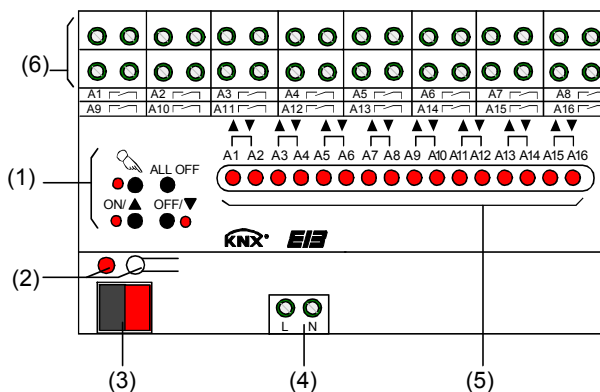 (6)
A1 A2 A3 A4 A5 A6 A7 A8
A9 A10 A11 A12 A13 A14 A15 A16
▲ ▼ ▲ ▼ ▲ ▼ ▲ ▼ ▲ ▼ ▲ ▼ ▲ ▼ ▲ ▼
A1 A2 A3 A4 A5 A6 A7 A8 A9 A10 A11 A12 A13 A14 A15 A16
(1)
ALL OFF
ON/▲ OFF/▼
KNX EIB
(2)
L N
(3) (4) (5)